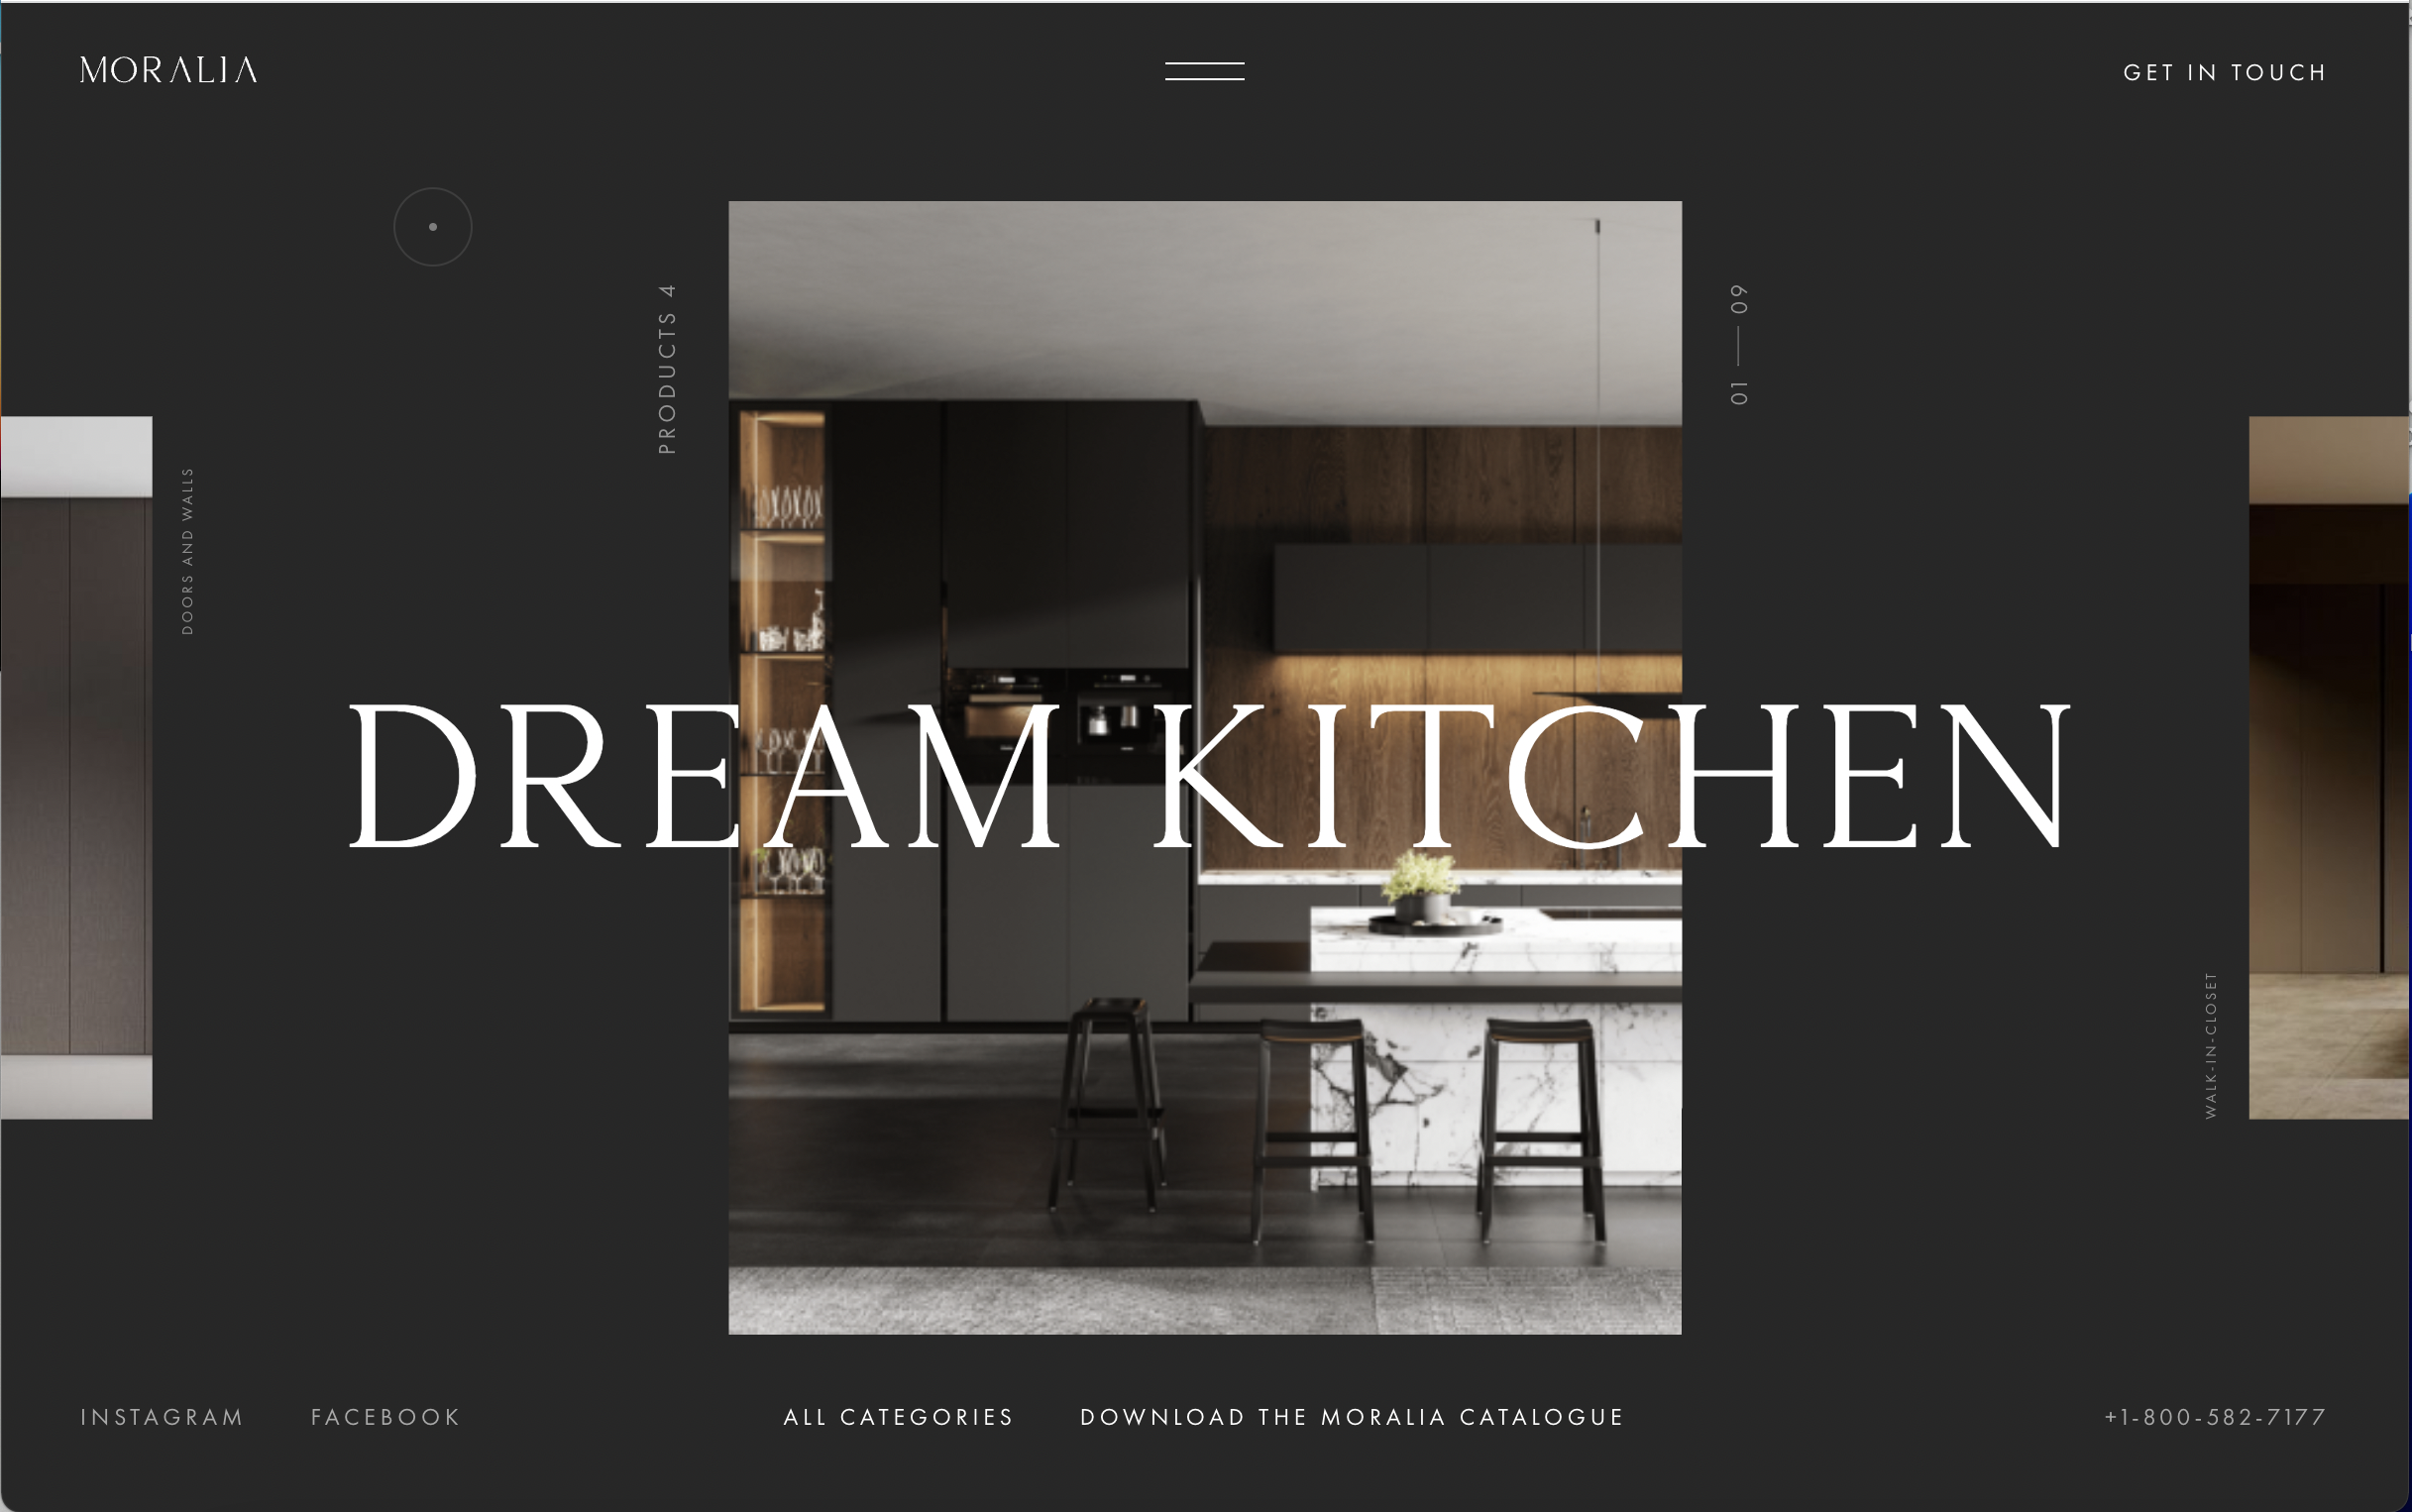 MORALIA
GET IN TOUCH
PRODUCTS 4
01 — 09
DOORS AND WALLS
DREAM KITCHEN
WALK-IN-CLOSET
INSTAGRAM
FACEBOOK
ALL CATEGORIES
DOWNLOAD THE MORALIA CATALOGUE
+1-800-582-7177